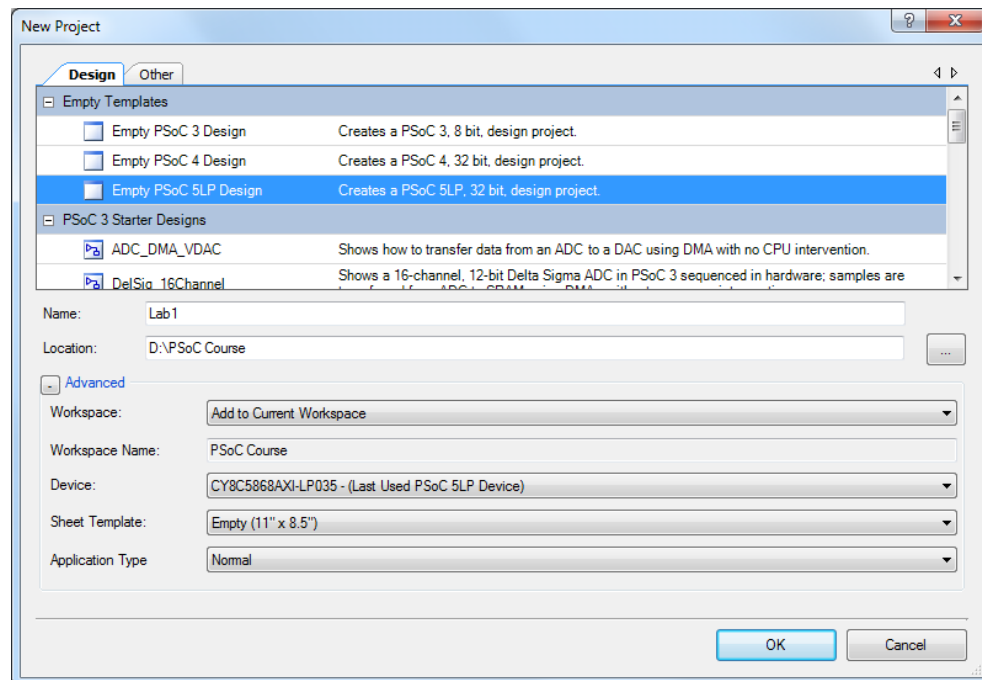 New Project
Design Other
Empty Templates
Empty PSoC 3 Design Creates a PSoC 3, 8 bit, design project.
Empty PSoC 4 Design Creates a PSoC 4, 32 bit, design project.
Empty PSoC 5LP Design Creates a PSoC 5LP, 32 bit, design project.
PSoC 3 Starter Designs
ADC_DMA_VDAC Shows how to transfer data from an ADC to a DAC using DMA with no CPU intervention.
DelSig_16Channel Shows a 16-channel, 12-bit Delta Sigma ADC in PSoC 3 sequenced in hardware; samples are
Name: Lab1
Location: D:\PSoC Course ...
Advanced
Workspace: Add to Current Workspace
Workspace Name: PSoC Course
Device: CY8C5868AXI-LP035 - (Last Used PSoC 5LP Device)
Sheet Template: Empty (11" x 8.5")
Application Type Normal
OK Cancel